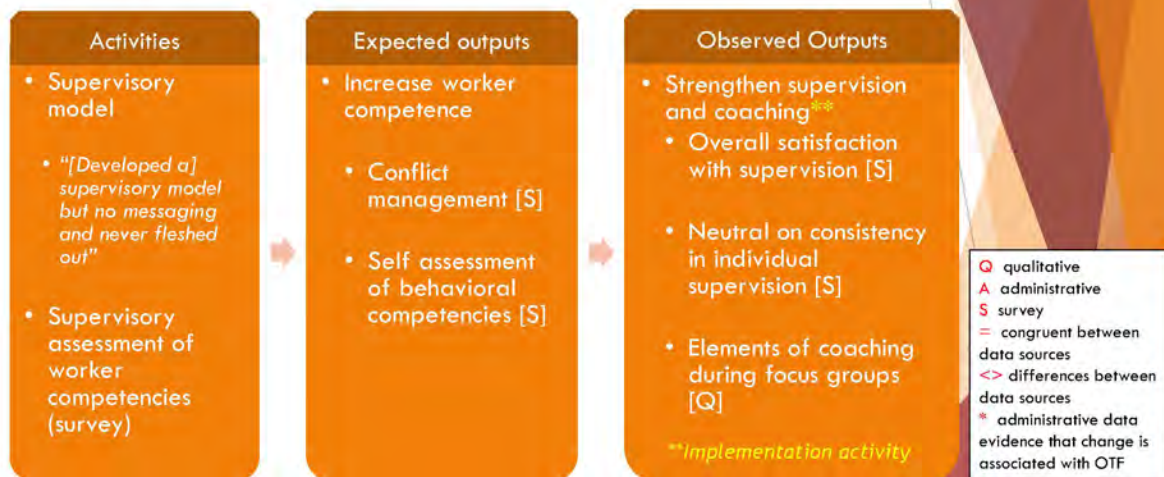 Activities
• Supervisory
model
• "[Developed a]
supervisory model
but no messaging
and never fleshed
out"
• Supervisory
assessment of
worker
competencies
(survey)
Expected outputs
• Increase worker
competence
• Conflict
management [S]
• Self assessment
of behavioral
competencies [S]
Observed Outputs
• Strengthen supervision
and coaching**
• Overall satisfaction
with supervision [S]
• Neutral on consistency
in individual
supervision [S]
• Elements of coaching
during focus groups
[Q]
**Implementation activity
Q qualitative
A administrative
S survey
= congruent between
data sources
<> differences between
data sources
* administrative data
evidence that change is
associated with OTF